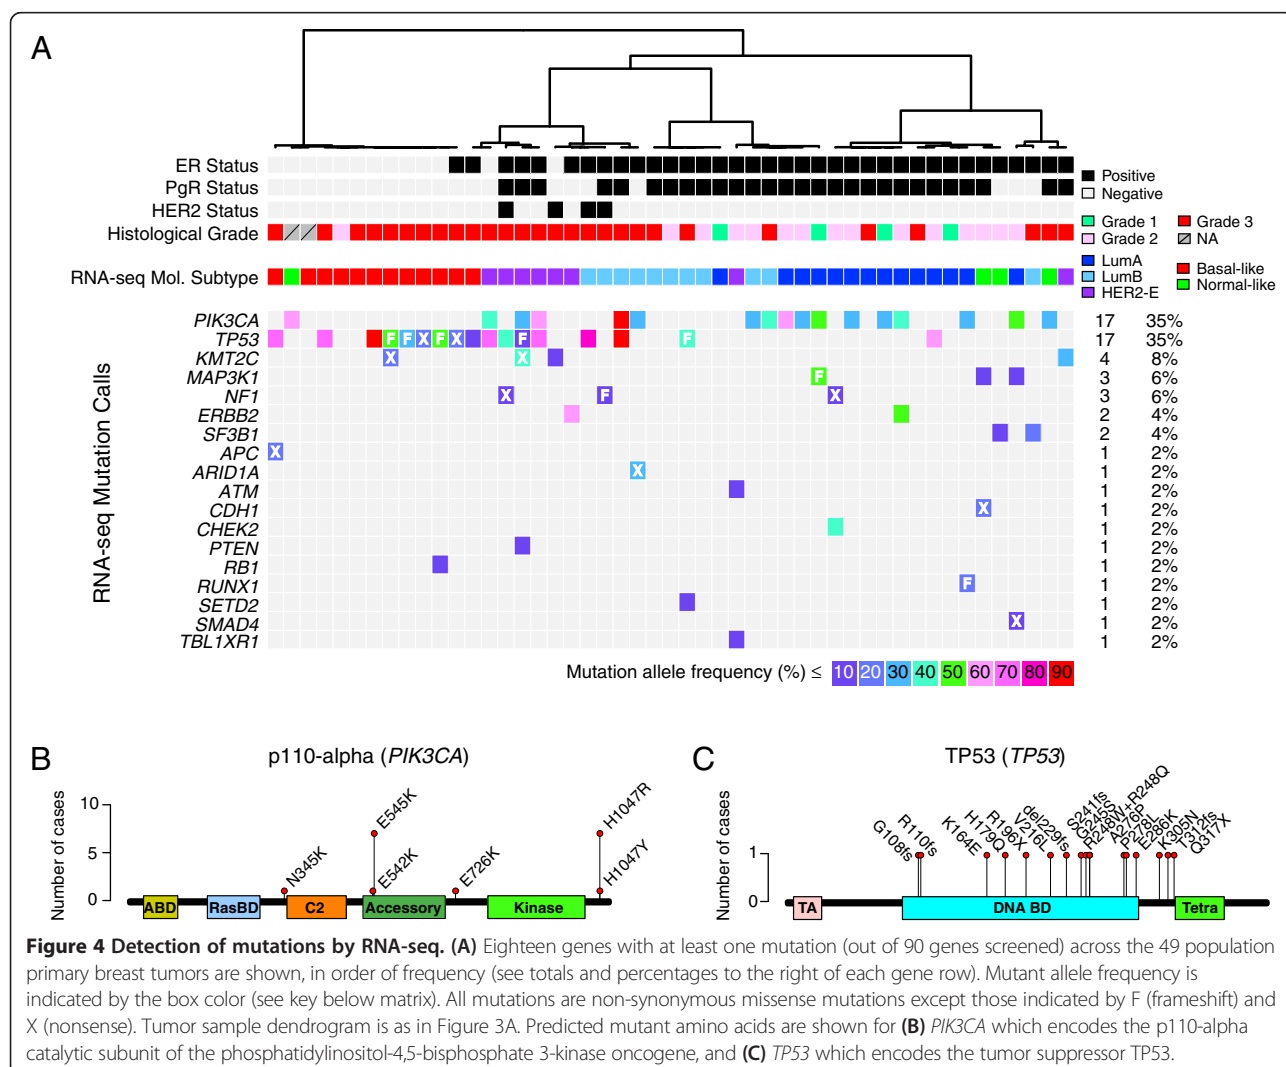 A
ER Status
PgR Status
HER2 Status
Histological Grade
RNA-seq Mol. Subtype
Positive
Negative
Grade 1
Grade 2
Grade 3
NA
LumA
LumB
HER2-E
Basal-like
Normal-like
RNA-seq Mutation Calls
PIK3CA 17 35%
TP53 F F X F X F F 17 35%
KMT2C X X 4 8%
MAP3K1 F 3 6%
NF1 X F X 3 6%
ERBB2 2 4%
SF3B1 2 4%
APC X 1 2%
ARID1A X 1 2%
ATM 1 2%
CDH1 X 1 2%
CHEK2 1 2%
PTEN 1 2%
RB1 1 2%
RUNX1 F 1 2%
SETD2 1 2%
SMAD4 X 1 2%
TBL1XR1 1 2%
Mutation allele frequency (%) ≤ 10 20 30 40 50 60 70 80 90
B
p110-alpha (PIK3CA)
Number of cases
10
5
0
N345K
E545K
E542K
E726K
H1047R
H1047Y
ABD
RasBD
C2
Accessory
Kinase
C
TP53 (TP53)
Number of cases
1
0
G108fs
R110fs
K164E
H179Q
R196X
V216L
del229fs
S241fs
G245S
R248W+R248Q
A276P
P278L
E286K
K305N
T312fs
Q317X
TA
DNA BD
Tetra
Figure 4 Detection of mutations by RNA-seq. (A) Eighteen genes with at least one mutation (out of 90 genes screened) across the 49 population
primary breast tumors are shown, in order of frequency (see totals and percentages to the right of each gene row). Mutant allele frequency is
indicated by the box color (see key below matrix). All mutations are non-synonymous missense mutations except those indicated by F (frameshift) and
X (nonsense). Tumor sample dendrogram is as in Figure 3A. Predicted mutant amino acids are shown for (B) PIK3CA which encodes the p110-alpha
catalytic subunit of the phosphatidylinositol-4,5-bisphosphate 3-kinase oncogene, and (C) TP53 which encodes the tumor suppressor TP53.